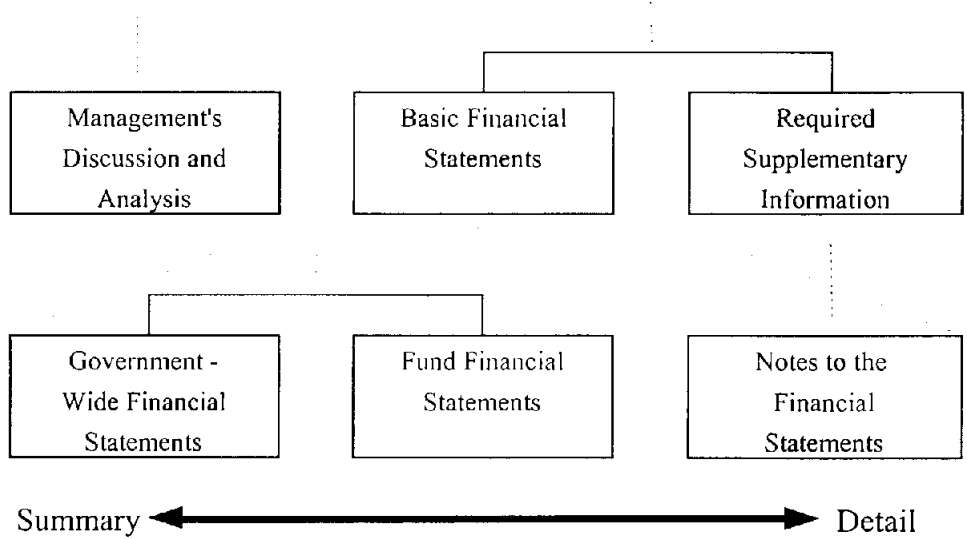 Management's
Discussion and
Analysis
Basic Financial
Statements
Required
Supplementary
Information
Government -
Wide Financial
Statements
Fund Financial
Statements
Notes to the
Financial
Statements
Summary
Detail